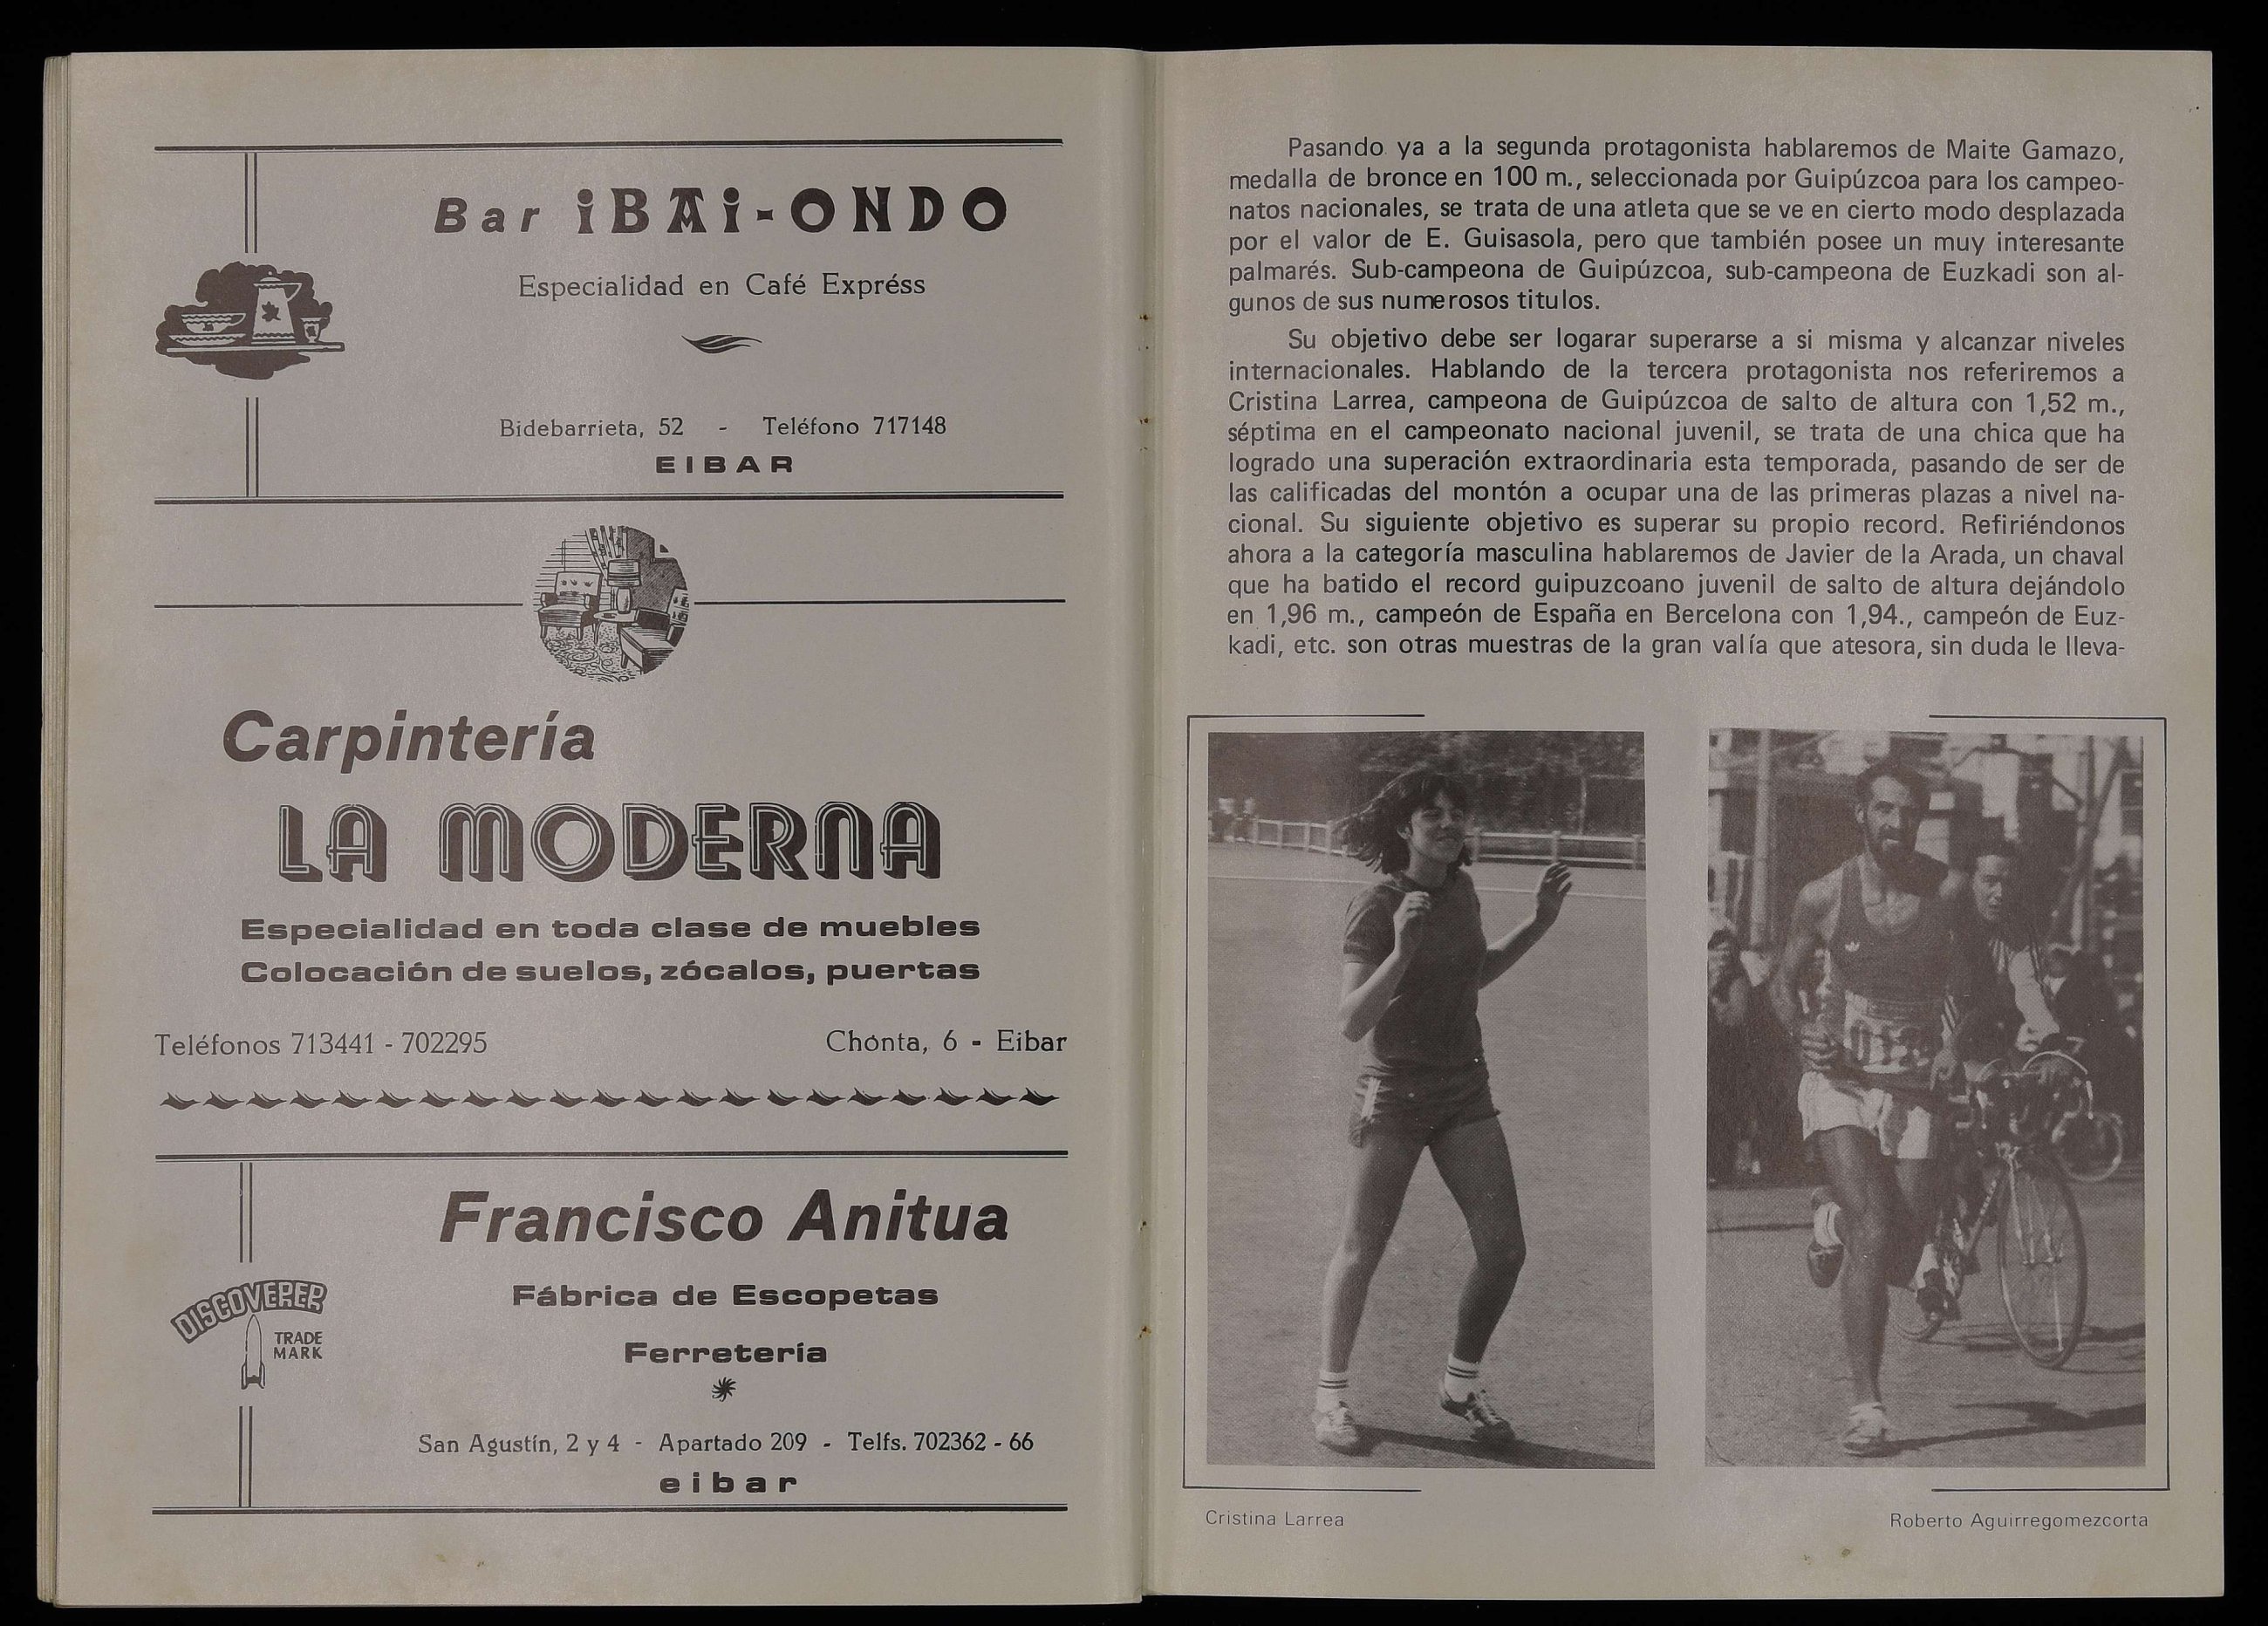 Bar iBAi-ONDO
Especialidad en Café Expréss
Bidebarrieta, 52 - Teléfono 717148
EIBAR
Carpintería
LA MODERNA
Especialidad en toda clase de muebles
Colocación de suelos, zócalos, puertas
Teléfonos 713441 - 702295
Chonta, 6 - Eibar
Francisco Anitua
Fábrica de Escopetas
DISCOVERER
TRADE
MARK
Ferretería
San Agustín, 2 y 4 - Apartado 209 - Telfs. 702362 - 66
eibar
Pasando ya a la segunda protagonista hablaremos de Maite Gamazo,
medalla de bronce en 100 m., seleccionada por Guipúzcoa para los campeo-
natos nacionales, se trata de una atleta que se ve en cierto modo desplazada
por el valor de E. Guisasola, pero que también posee un muy interesante
palmarés. Sub-campeona de Guipúzcoa, sub-campeona de Euzkadi son al-
gunos de sus numerosos titulos.
Su objetivo debe ser logarar superarse a si misma y alcanzar niveles
internacionales. Hablando de la tercera protagonista nos referiremos a
Cristina Larrea, campeona de Guipúzcoa de salto de altura con 1,52 m.,
séptima en el campeonato nacional juvenil, se trata de una chica que ha
logrado una superación extraordinaria esta temporada, pasando de ser de
las calificadas del montón a ocupar una de las primeras plazas a nivel na-
cional. Su siguiente objetivo es superar su propio record. Refiriéndonos
ahora a la categoría masculina hablaremos de Javier de la Arada, un chaval
que ha batido el record guipuzcoano juvenil de salto de altura dejándolo
en 1,96 m., campeón de España en Bercelona con 1,94., campeón de Euz-
kadi, etc. son otras muestras de la gran valía que atesora, sin duda le lleva-
Cristina Larrea
Roberto Aguirregomezcorta